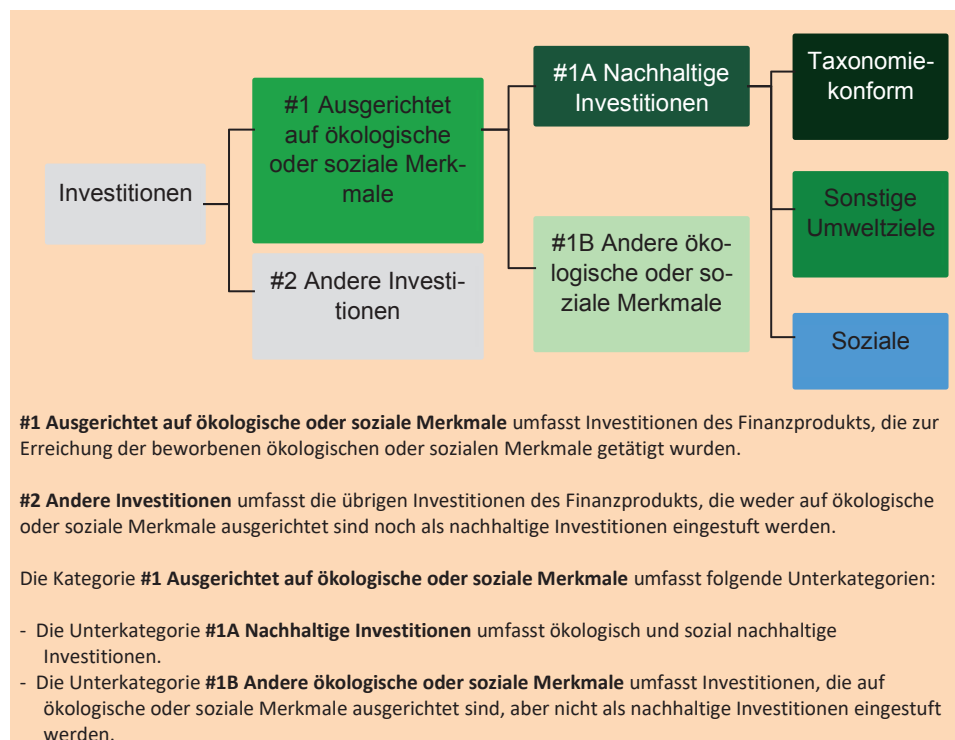 Investitionen
#1 Ausgerichtet
auf ökologische
oder soziale Merk-
male
#2 Andere Investi-
tionen
#1A Nachhaltige
Investitionen
#1B Andere öko-
logische oder so-
ziale Merkmale
Taxonomie-
konform
Sonstige
Umweltziele
Soziale
#1 Ausgerichtet auf ökologische oder soziale Merkmale umfasst Investitionen des Finanzprodukts, die zur
Erreichung der beworbenen ökologischen oder sozialen Merkmale getätigt wurden.
#2 Andere Investitionen umfasst die übrigen Investitionen des Finanzprodukts, die weder auf ökologische
oder soziale Merkmale ausgerichtet sind noch als nachhaltige Investitionen eingestuft werden.
Die Kategorie #1 Ausgerichtet auf ökologische oder soziale Merkmale umfasst folgende Unterkategorien:
- Die Unterkategorie #1A Nachhaltige Investitionen umfasst ökologisch und sozial nachhaltige
Investitionen.
- Die Unterkategorie #1B Andere ökologische oder soziale Merkmale umfasst Investitionen, die auf
ökologische oder soziale Merkmale ausgerichtet sind, aber nicht als nachhaltige Investitionen eingestuft
werden.